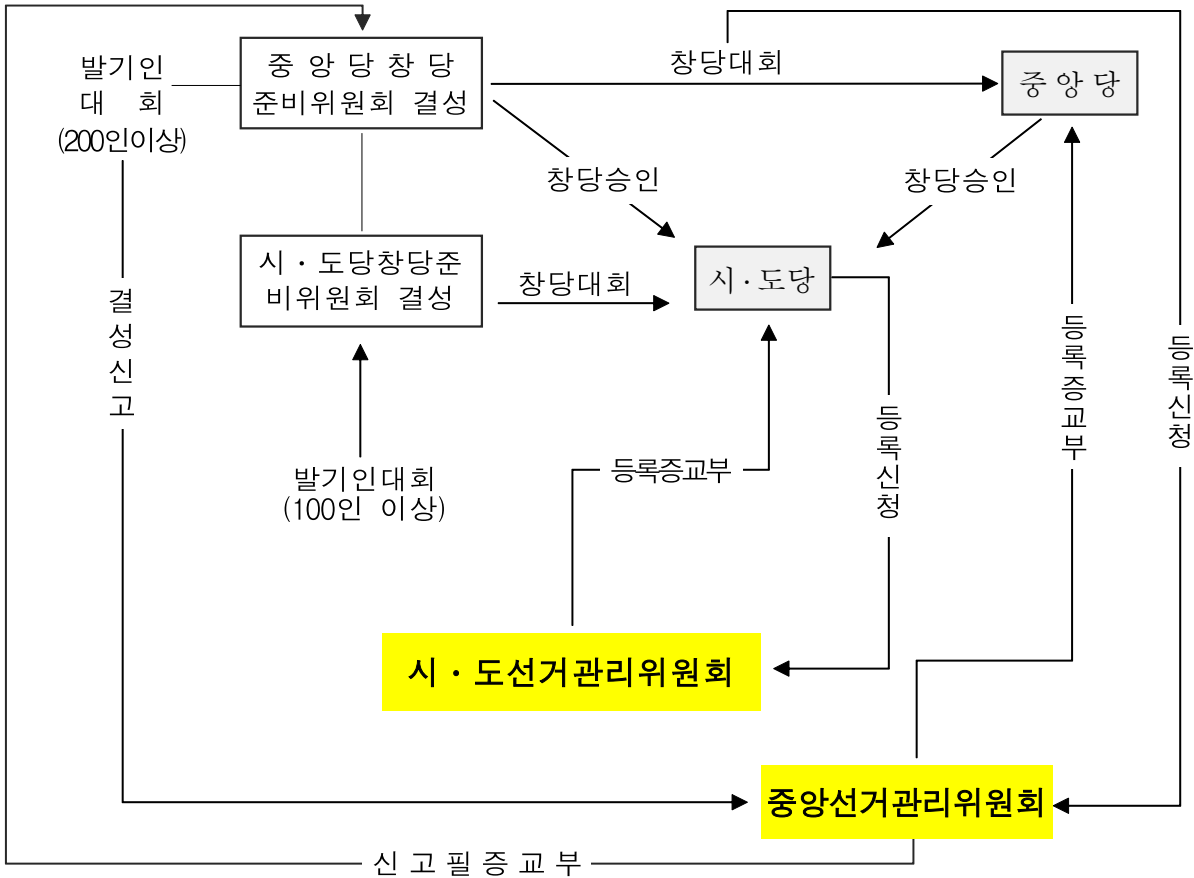 발기인
대 회
(200인이상)
중 앙 당 창 당
준비위원회 결성
창당대회
중 앙 당
창당승인
창당승인
시 · 도당창당준
비위원회 결성
창당대회
시 · 도당
결
성
신
고
등
록
증
교
부
등
록
신
청
등
록
신
청
발기인대회
(100인 이상)
등록증교부
시 · 도선거관리위원회
중앙선거관리위원회
신 고 필 증 교 부